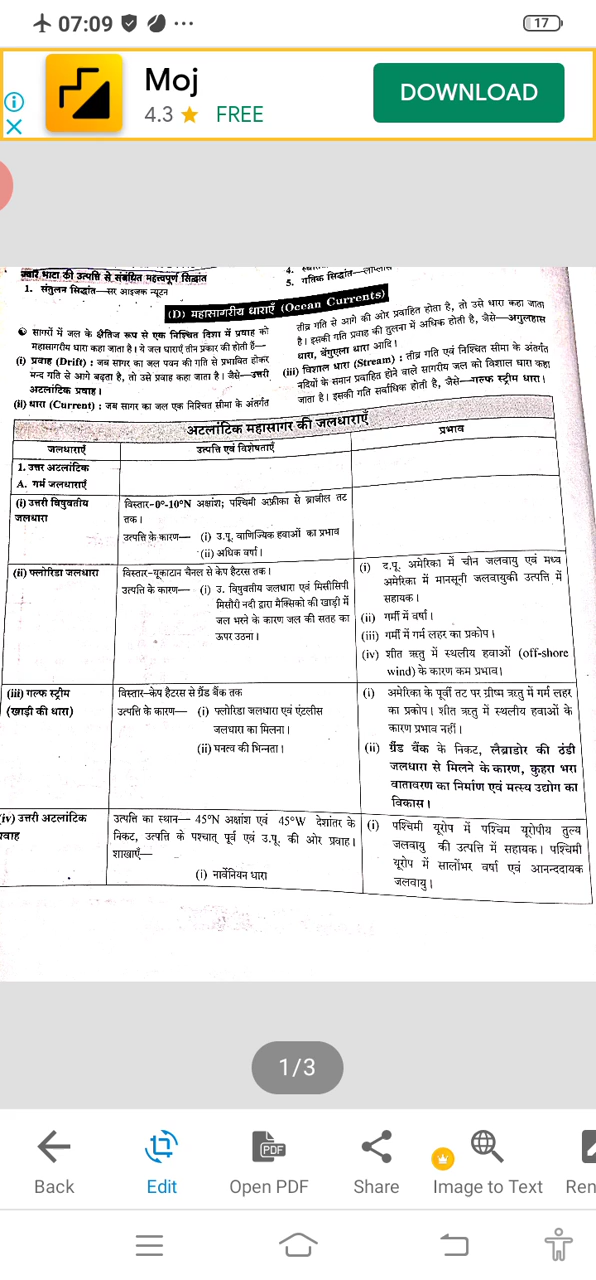 07:09
17
Moj
4.3 ★ FREE
DOWNLOAD
ज्वार भाटा की उत्पत्ति से संबंधित महत्त्वपूर्ण सिद्धांत
1. संतुलन सिद्धांत—सर आइजक न्यूटन
4.
5. गतिक सिद्धांत—लाप्लास
(D) महासागरीय धाराएँ (Ocean Currents)
सागरों में जल के क्षैतिज रूप से एक निश्चित दिशा में प्रवाह को
महासागरीय धारा कहा जाता है। ये जल धाराएँ तीन प्रकार की होती हैं—
(i) प्रवाह (Drift) : जब सागर का जल पवन की गति से प्रभावित होकर
मन्द गति से आगे बढ़ता है, तो उसे प्रवाह कहा जाता है। जैसे—उत्तरी
अटलांटिक प्रवाह।
(ii) धारा (Current) : जब सागर का जल एक निश्चित सीमा के अंतर्गत
तीव्र गति से आगे की ओर प्रवाहित होता है, तो उसे धारा कहा जाता
है। इसकी गति प्रवाह की तुलना में अधिक होती है, जैसे—अगुलहास
धारा, बेंगुएला धारा आदि।
(iii) विशाल धारा (Stream) : तीव्र गति एवं निश्चित सीमा के अंतर्गत
नदियों के समान प्रवाहित होने वाले सागरीय जल को विशाल धारा कहा
जाता है। इसकी गति सर्वाधिक होती है, जैसे—गल्फ स्ट्रीम धारा।
अटलांटिक महासागर की जलधाराएँ
जलधाराएँ
उत्पत्ति एवं विशेषताएँ
प्रभाव
1. उत्तर अटलांटिक
A. गर्म जलधाराएँ
(i) उत्तरी विषुवतीय
जलधारा
विस्तार-0°-10°N अक्षांश; पश्चिमी अफ्रीका से ब्राजील तट
तक।
उत्पत्ति के कारण— (i) उ.पू. वाणिज्यिक हवाओं का प्रभाव
(ii) अधिक वर्षा।
(ii) फ्लोरिडा जलधारा
विस्तार-यूकाटान चैनल से केप हैटरस तक।
उत्पति के कारण— (i) उ. विषुवतीय जलधारा एवं मिसीसिपी
मिसौरी नदी द्वारा मैक्सिको की खाड़ी में
जल भरने के कारण जल की सतह का
ऊपर उठना।
(i) द.पू. अमेरिका में चीन जलवायु एवं मध्य
अमेरिका में मानसूनी जलवायुकी उत्पति में
सहायक।
(ii) गर्मी में वर्षा।
(iii) गर्मी में गर्म लहर का प्रकोप।
(iv) शीत ऋतु में स्थलीय हवाओं (off-shore
wind) के कारण कम प्रभाव।
(iii) गल्फ स्ट्रीम
(खाड़ी की धारा)
विस्तार—केप हैटरस से ग्रैंड बैंक तक
उत्पति के कारण— (i) फ्लोरिडा जलधारा एवं एंटलीस
जलधारा का मिलना।
(ii) घनत्व की भिन्नता।
(i) अमेरिका के पूर्वी तट पर ग्रीष्म ऋतु में गर्म लहर
का प्रकोप। शीत ऋतु में स्थलीय हवाओं के
कारण प्रभाव नहीं।
(ii) ग्रैंड बैंक के निकट, लैब्राडोर की ठंडी
जलधारा से मिलने के कारण, कुहरा भरा
वातावरण का निर्माण एवं मत्स्य उद्योग का
विकास।
iv) उत्तरी अटलांटिक
वाह
उत्पत्ति का स्थान— 45°N अक्षांश एवं 45°W देशांतर के
निकट, उत्पत्ति के पश्चात् पूर्व एवं उ.पू. की ओर प्रवाह।
शाखाएँ—
(i) नार्वेनियन धारा
(i) पश्चिमी यूरोप में पश्चिम यूरोपीय तुल्य
जलवायु की उत्पत्ति में सहायक। पश्चिमी
यूरोप में सालोंभर वर्षा एवं आनन्ददायक
जलवायु।
1/3
Back
Edit
PDF
Open PDF
Share
Image to Text
Ren